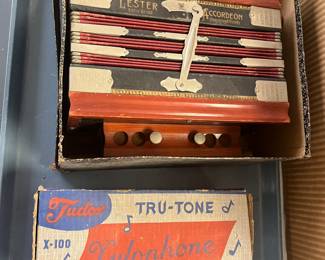 LESTER ACCORDEON
Tudor
TRU-TONE
X-100
Xylophone